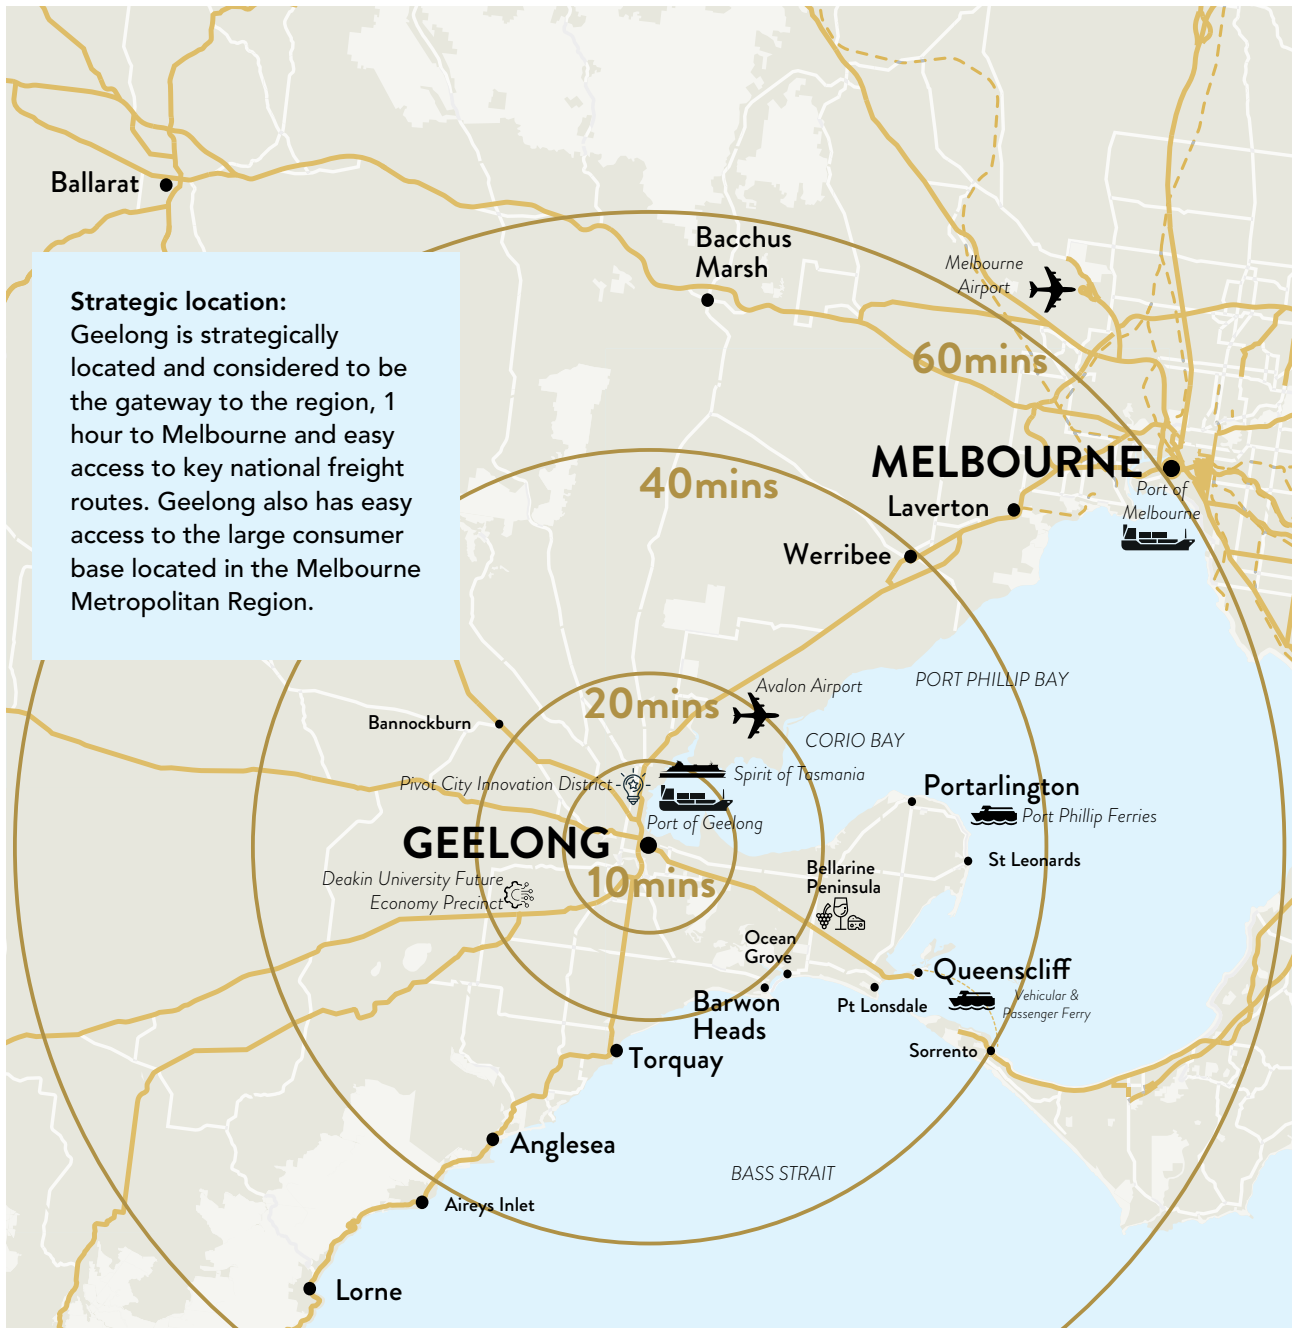 Ballarat
Bacchus
Marsh
Melbourne
Airport
Strategic location:
Geelong is strategically
located and considered to be
the gateway to the region, 1
hour to Melbourne and easy
access to key national freight
routes. Geelong also has easy
access to the large consumer
base located in the Melbourne
Metropolitan Region.
60mins
40mins
MELBOURNE
Port of
Melbourne
Laverton
Werribee
PORT PHILLIP BAY
Avalon Airport
20mins
Bannockburn
CORIO BAY
Pivot City Innovation District
Spirit of Tasmania
Portarlington
Port Phillip Ferries
Port of Geelong
GEELONG
10mins
St Leonards
Bellarine
Peninsula
Deakin University Future
Economy Precinct
Ocean
Grove
Queenscliff
Barwon
Heads
Pt Lonsdale
Vehicular &
Passenger Ferry
Sorrento
Torquay
Anglesea
BASS STRAIT
Aireys Inlet
Lorne